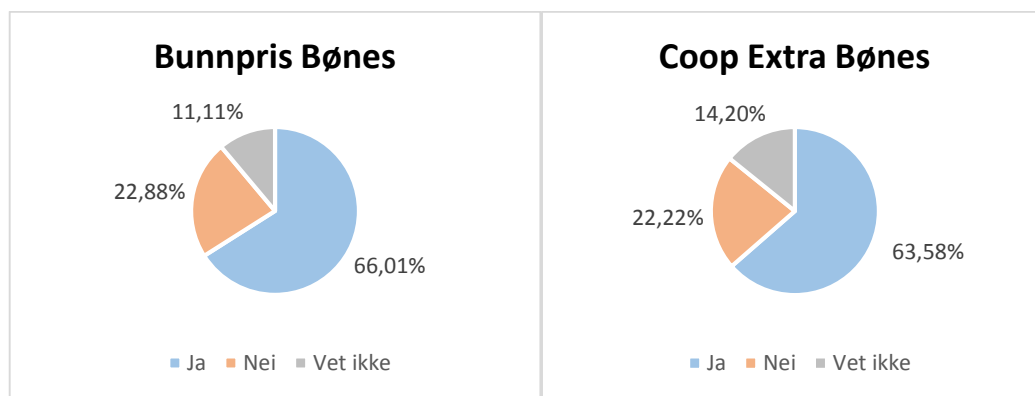 Bunnpris Bønes
11,11%
22,88%
66,01%
Ja Nei Vet ikke
Coop Extra Bønes
14,20%
22,22%
63,58%
Ja Nei Vet ikke